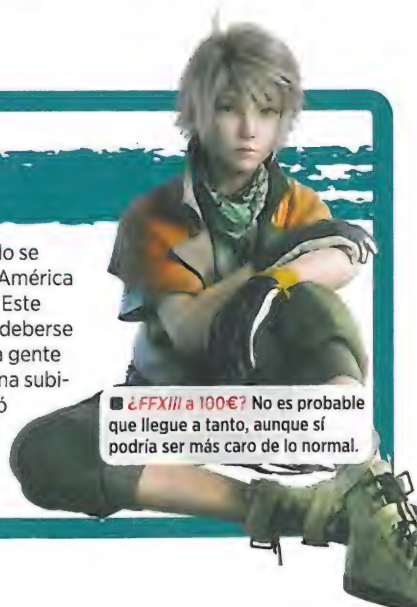 lo se
América
Este
deberse
a gente
na subi-
ó
¿FFXIII a 100€? No es probable
que llegue a tanto, aunque sí
podría ser más caro de lo normal.